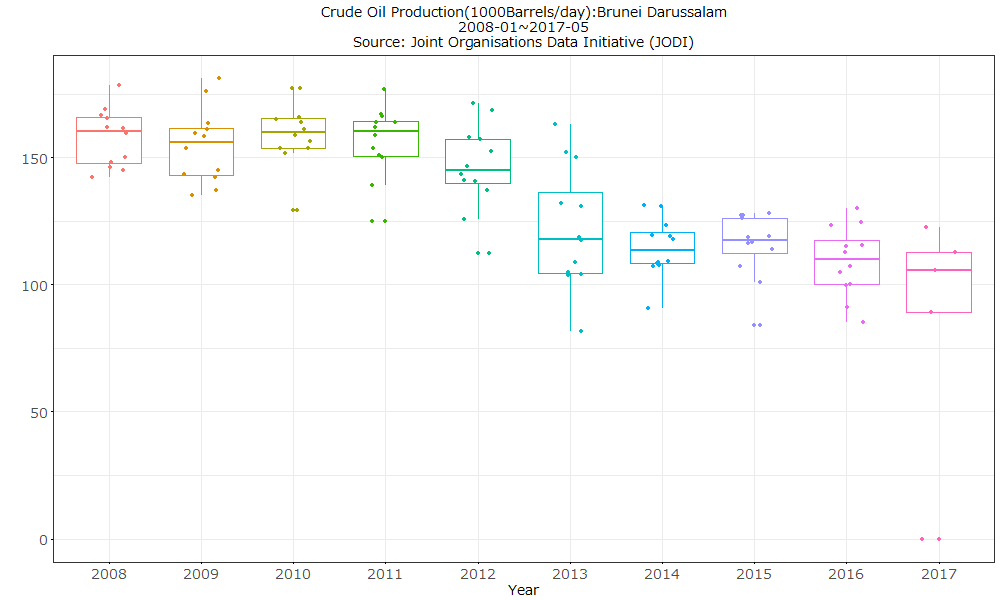 Crude Oil Production(1000Barrels/day):Brunei Darussalam
2008-01~2017-05
Source: Joint Organisations Data Initiative (JODI)
150
100
50
0
2008 2009 2010 2011 2012 2013 2014 2015 2016 2017
Year